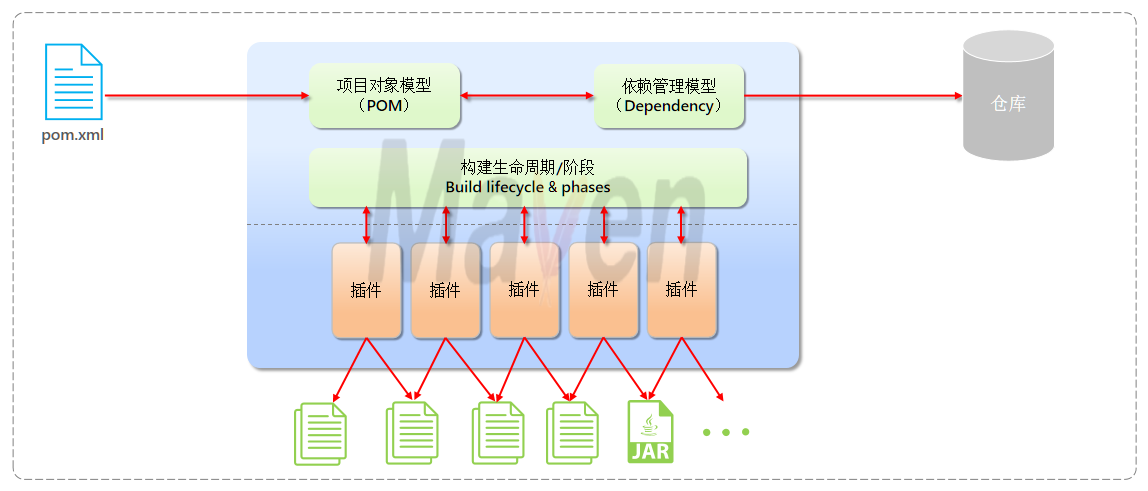 pom.xml
项目对象模型
（POM）
依赖管理模型
（Dependency）
仓库
构建生命周期/阶段
Build lifecycle & phases
Maven
插件
插件
插件
插件
插件
JAR